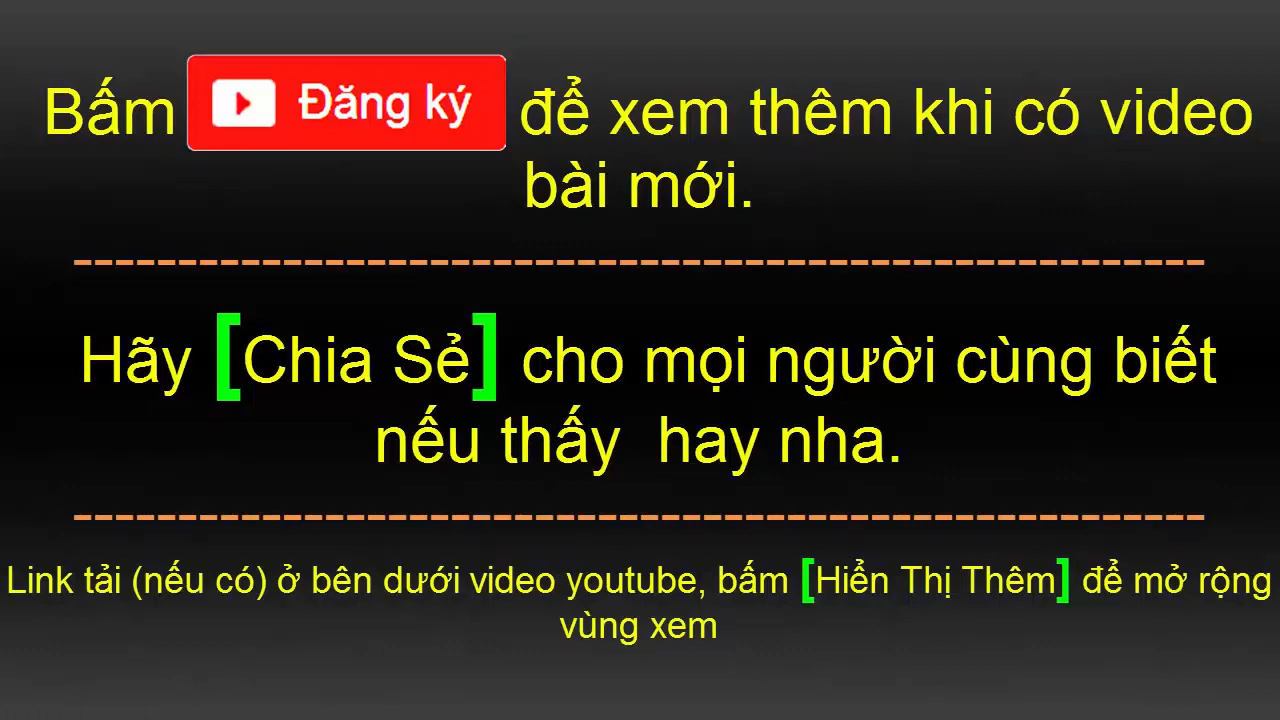 Bấm Đăng ký để xem thêm khi có video
bài mới.
------------------------------------------------------
Hãy [Chia Sẻ] cho mọi người cùng biết
nếu thấy hay nha.
------------------------------------------------------
Link tải (nếu có) ở bên dưới video youtube, bấm [Hiển Thị Thêm] để mở rộng
vùng xem